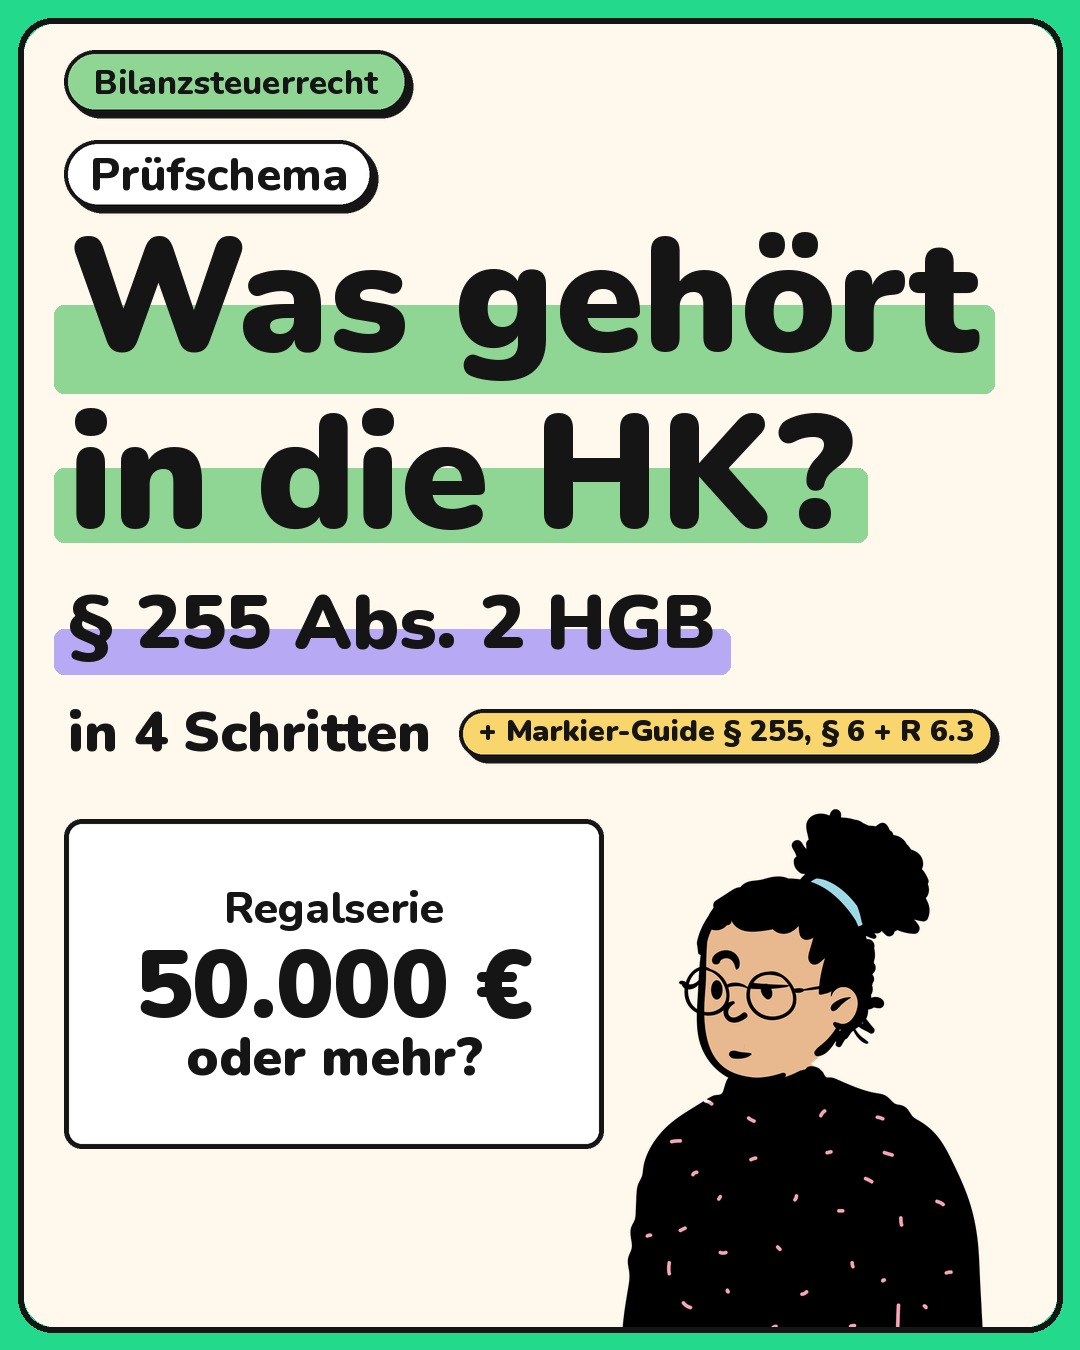 Bilanzsteuerrecht
Prüfschema
Was gehört
in die HK?
§ 255 Abs. 2 HGB
in 4 Schritten
+ Markier-Guide § 255, § 6 + R 6.3
Regalserie
50.000 €
oder mehr?